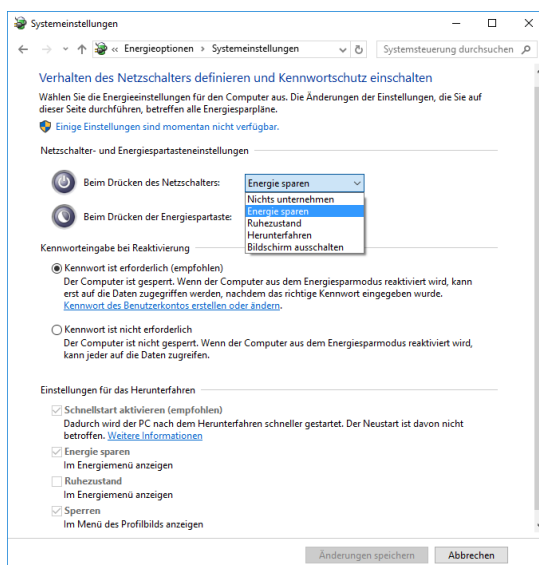 Systemeinstellungen
« Energieoptionen › Systemeinstellungen
Systemsteuerung durchsuchen
Verhalten des Netzschalters definieren und Kennwortschutz einschalten
Wählen Sie die Energieeinstellungen für den Computer aus. Die Änderungen der Einstellungen, die Sie auf
dieser Seite durchführen, betreffen alle Energiesparpläne.
Einige Einstellungen sind momentan nicht verfügbar.
Netzschalter- und Energiespartasteneinstellungen
Beim Drücken des Netzschalters:
Energie sparen
Nichts unternehmen
Energie sparen
Ruhezustand
Herunterfahren
Bildschirm ausschalten
Beim Drücken der Energiespartaste:
Kennworteingabe bei Reaktivierung
Kennwort ist erforderlich (empfohlen)
Der Computer ist gesperrt. Wenn der Computer aus dem Energiesparmodus reaktiviert wird, kann
erst auf die Daten zugegriffen werden, nachdem das richtige Kennwort eingegeben wurde.
Kennwort des Benutzerkontos erstellen oder ändern.
Kennwort ist nicht erforderlich
Der Computer ist nicht gesperrt. Wenn der Computer aus dem Energiesparmodus reaktiviert wird,
kann jeder auf die Daten zugreifen.
Einstellungen für das Herunterfahren
Schnellstart aktivieren (empfohlen)
Dadurch wird der PC nach dem Herunterfahren schneller gestartet. Der Neustart ist davon nicht
betroffen. Weitere Informationen
Energie sparen
Im Energiemenü anzeigen
Ruhezustand
Im Energiemenü anzeigen
Sperren
Im Menü des Profilbilds anzeigen
Änderungen speichern
Abbrechen